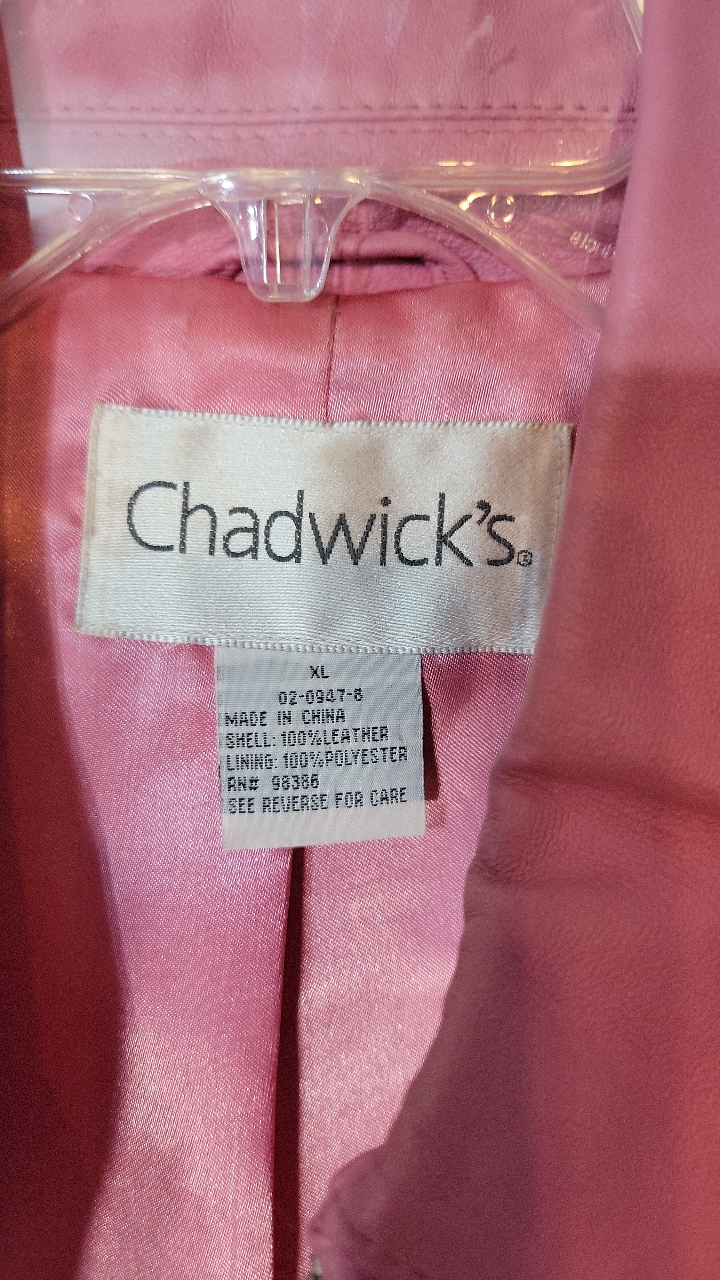 Chadwick's®
XL
02-0947-8
MADE IN CHINA
SHELL: 100%LEATHER
LINING: 100%POLYESTER
RN# 98386
SEE REVERSE FOR CARE